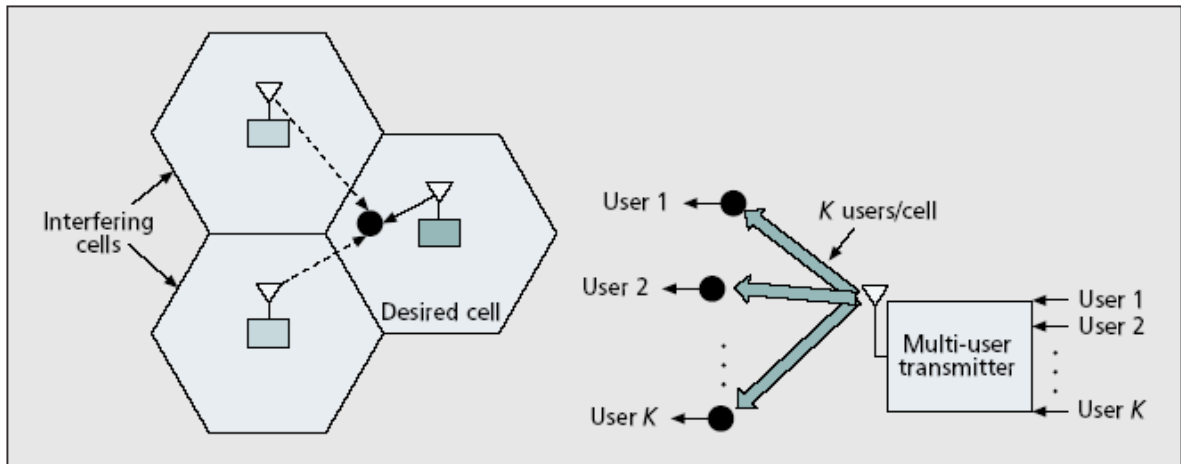 Interfering
cells
Desired cell
User 1
K users/cell
User 2
User K
User 1
User 2
Multi-user
transmitter
User K